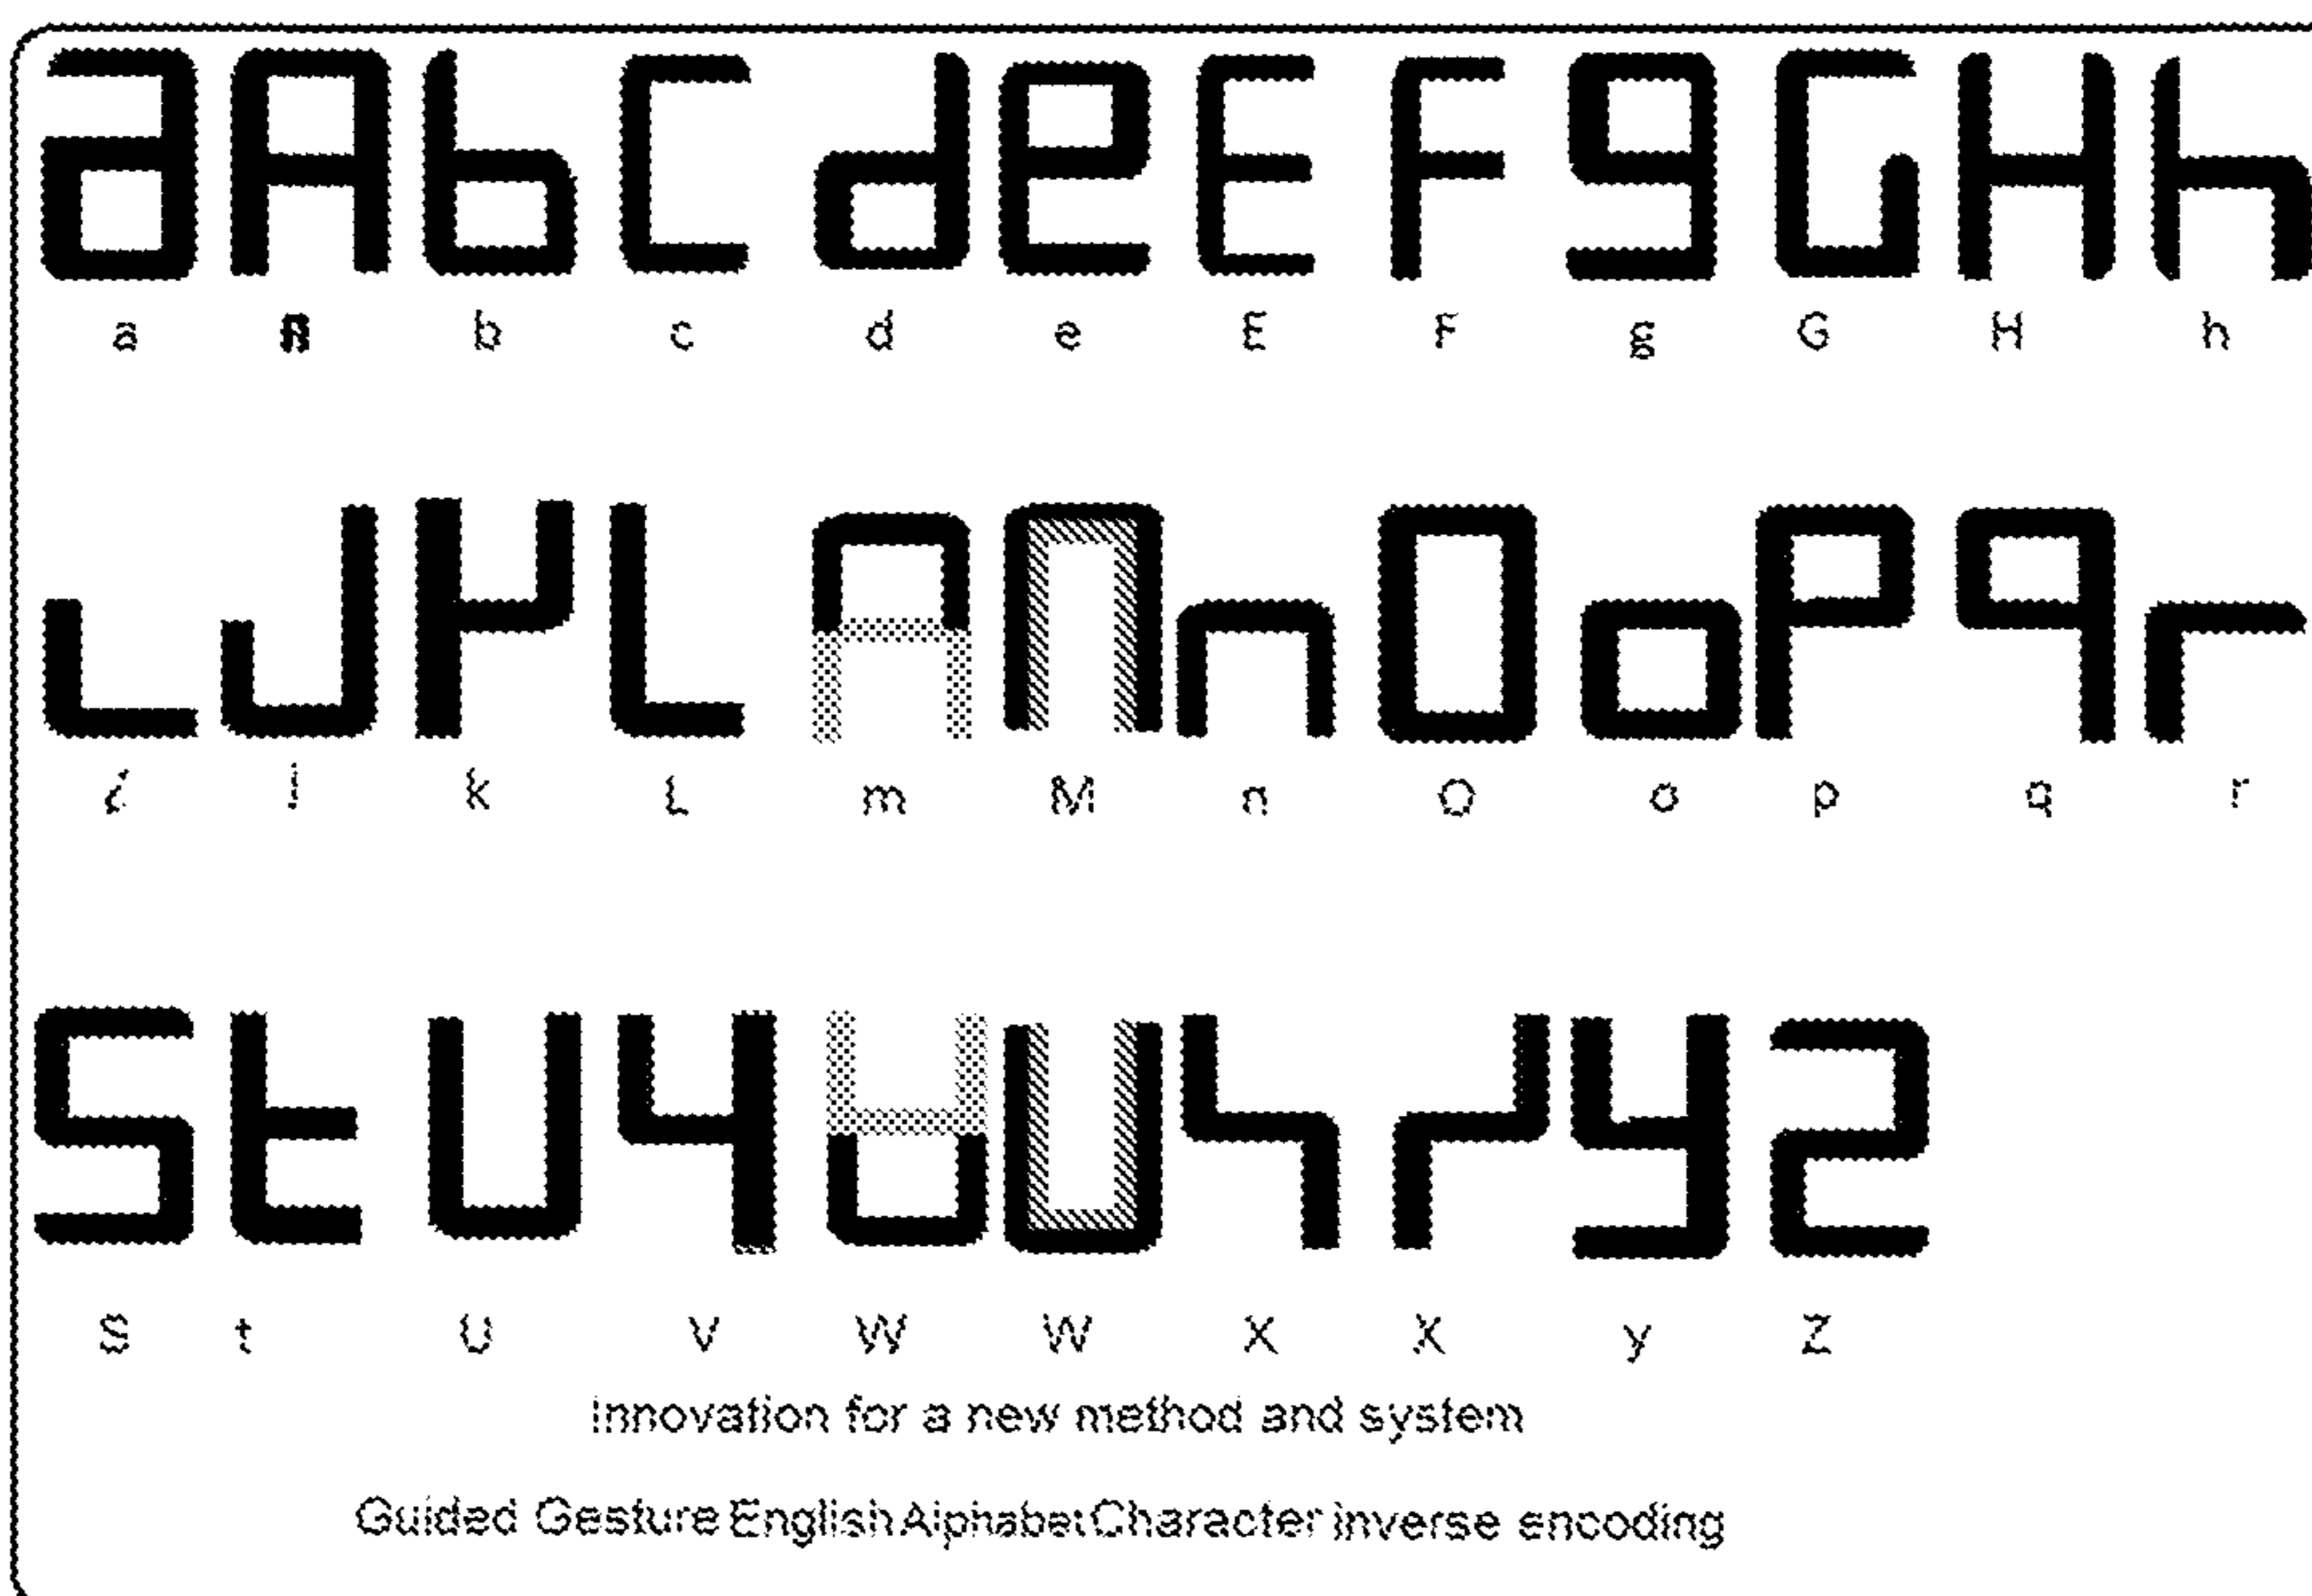 a A b C d e E F g G H h
a A b c d e E F g G H h
i J k L m M n O o P q r
i j k L m M n O o p q r
S t U V W W X X y Z
S t U V W W X X y Z
innovation for a new method and system
Guided Gesture English Alphabet Character inverse encoding